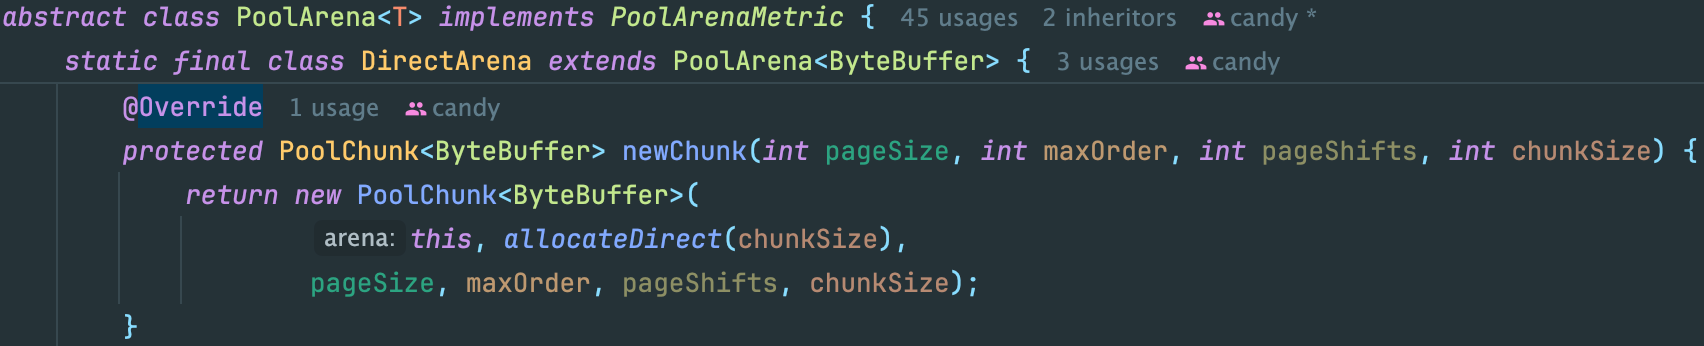 abstract class PoolArena<T> implements PoolArenaMetric { 45 usages 2 inheritors candy *
static final class DirectArena extends PoolArena<ByteBuffer> { 3 usages candy
@Override 1 usage candy
protected PoolChunk<ByteBuffer> newChunk(int pageSize, int maxOrder, int pageShifts, int chunkSize) {
return new PoolChunk<ByteBuffer>(
arena: this, allocateDirect(chunkSize),
pageSize, maxOrder, pageShifts, chunkSize);
}